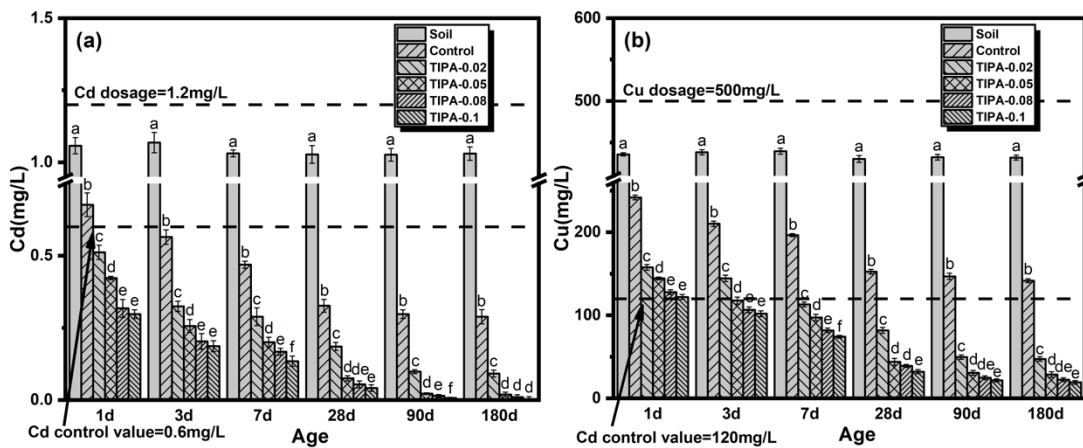 (a)
Soil
Control
TIPA-0.02
TIPA-0.05
TIPA-0.08
TIPA-0.1
Cd dosage=1.2mg/L
Cd(mg/L)
1.5
1.0
0.5
0.0
a
b
c
d
e
e
a
b
c
d
e
e
a
b
c
d
e
f
a
b
c
d
de
e
a
b
c
d
e
f
a
b
c
d
d
d
1d
3d
7d
28d
90d
180d
Age
Cd control value=0.6mg/L
(b)
Soil
Control
TIPA-0.02
TIPA-0.05
TIPA-0.08
TIPA-0.1
Cu dosage=500mg/L
Cu(mg/L)
600
500
200
100
0
a
b
c
d
e
e
a
b
c
d
e
e
a
b
c
d
e
f
a
b
c
d
d
e
a
b
c
d
de
e
a
b
c
d
de
e
1d
3d
7d
28d
90d
180d
Age
Cd control value=120mg/L